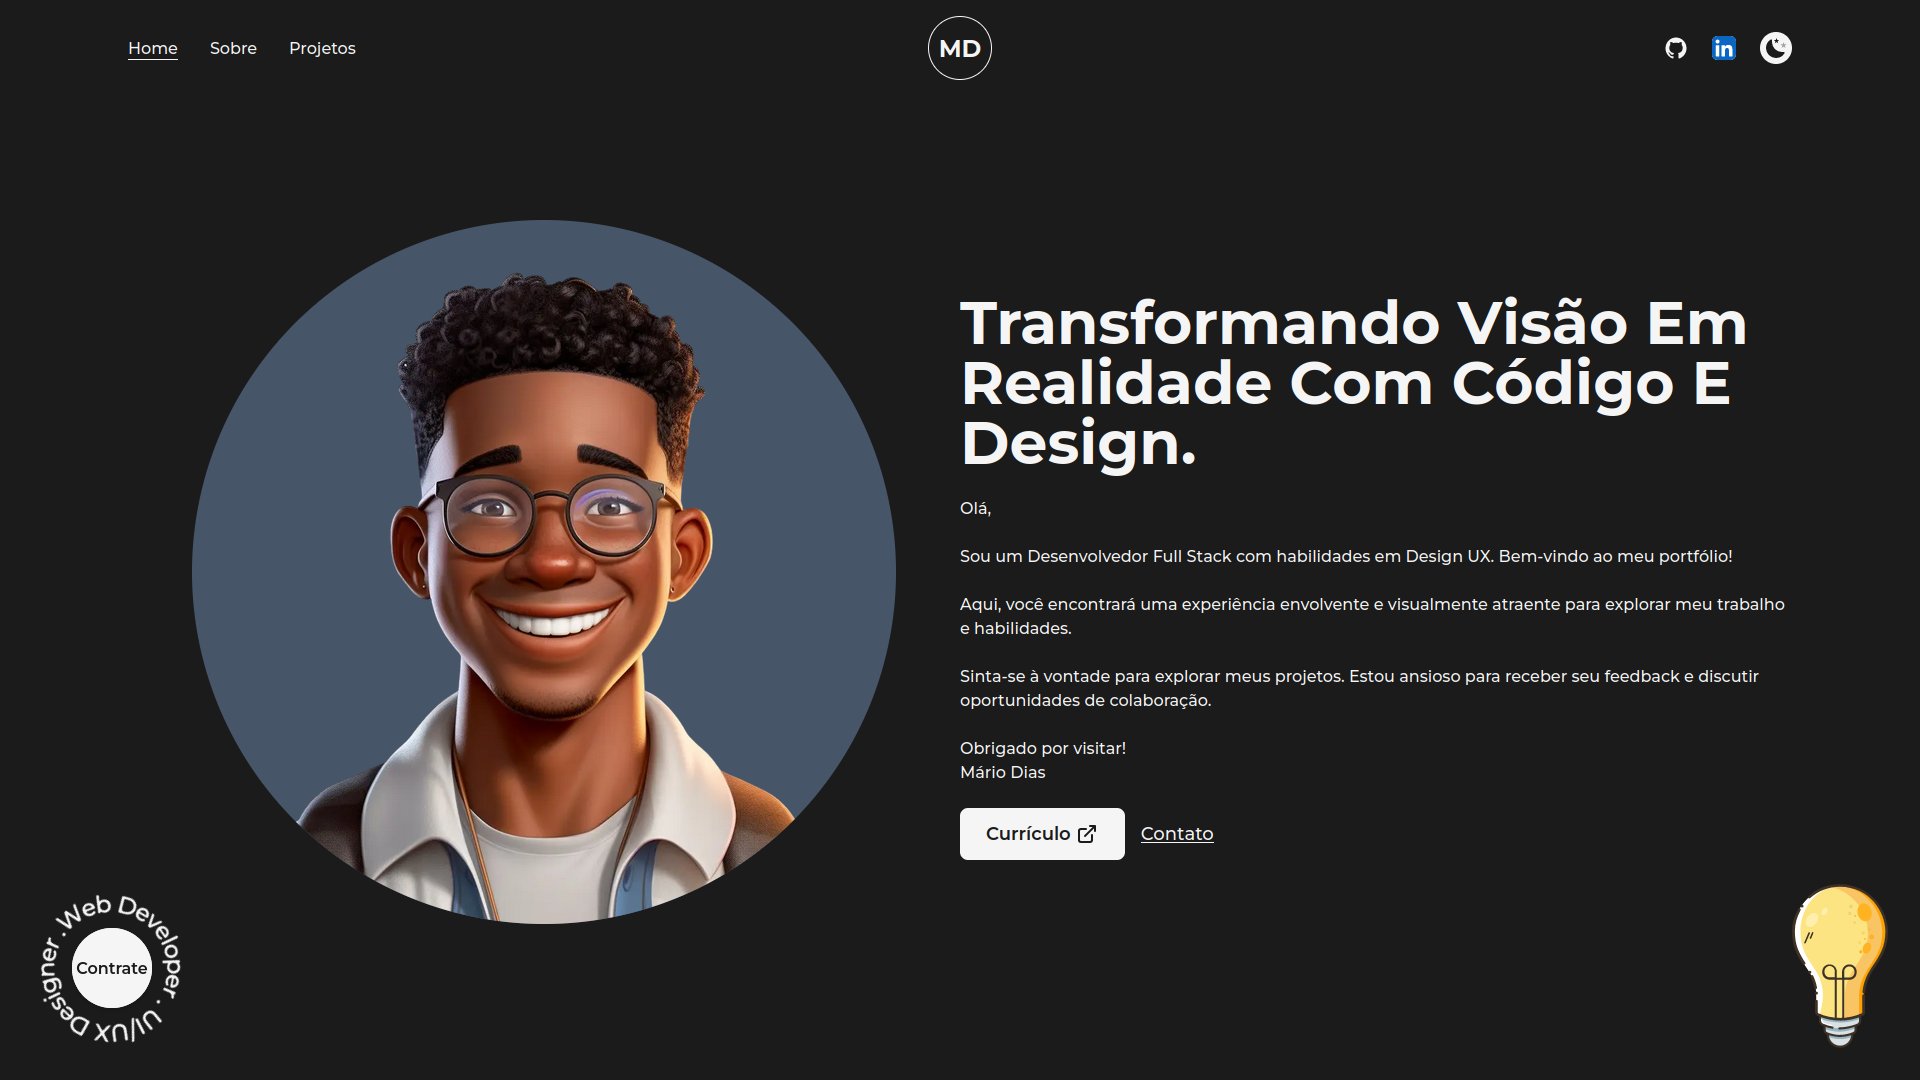 Home
Sobre
Projetos
MD
in
Transformando Visão Em
Realidade Com Código E
Design.
Olá,
Sou um Desenvolvedor Full Stack com habilidades em Design UX. Bem-vindo ao meu portfólio!
Aqui, você encontrará uma experiência envolvente e visualmente atraente para explorar meu trabalho
e habilidades.
Sinta-se à vontade para explorar meus projetos. Estou ansioso para receber seu feedback e discutir
oportunidades de colaboração.
Obrigado por visitar!
Mário Dias
Currículo
Contato
Web Developer . UI/UX Designer .
Contrate